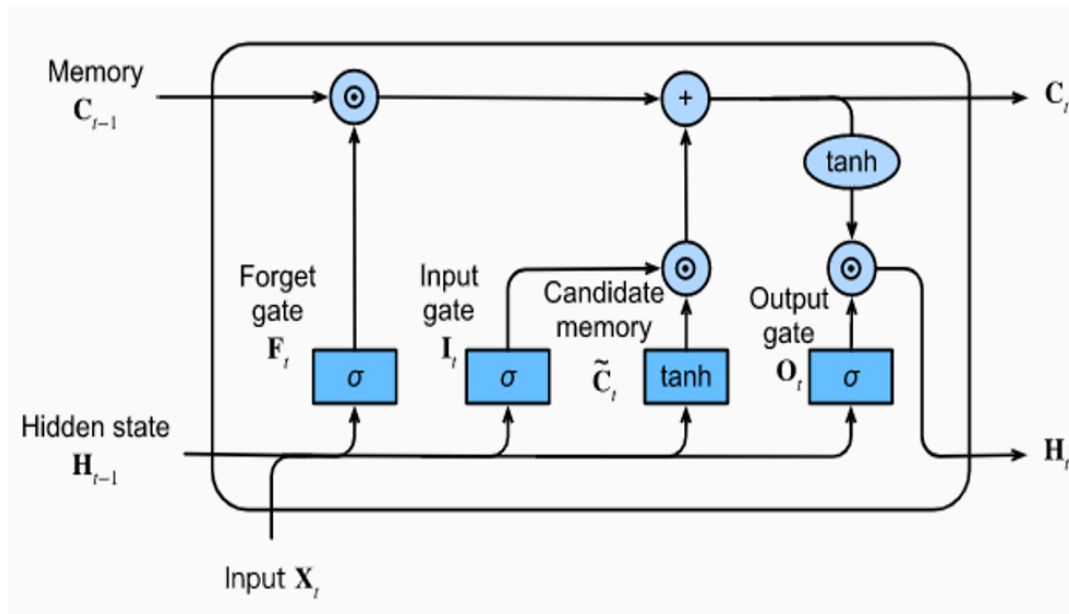 Memory
C_{t-1}
⊙
+
C_t
tanh
⊙
⊙
Forget
gate
F_t
Input
gate
I_t
Candidate
memory
C̃_t
Output
gate
O_t
σ
σ
tanh
σ
Hidden state
H_{t-1}
H_t
Input X_t